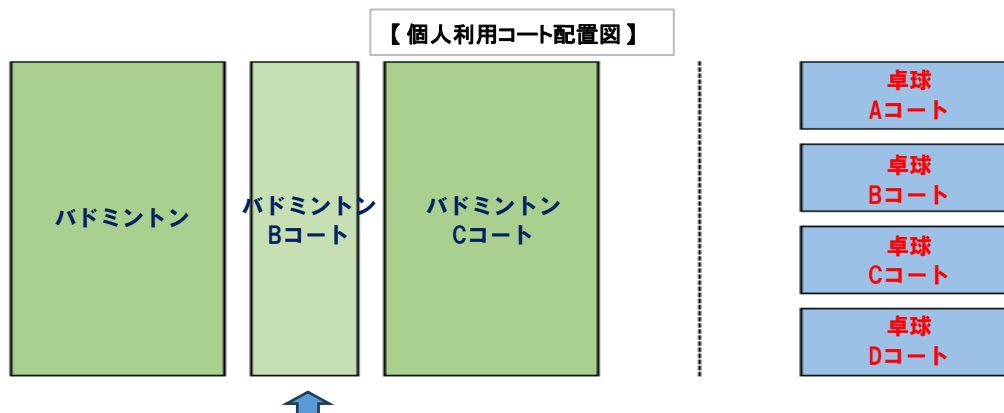 【 個人利用コート配置図 】
バドミントン
バドミントン
Bコート
バドミントン
Cコート
卓球
Aコート
卓球
Bコート
卓球
Cコート
卓球
Dコート